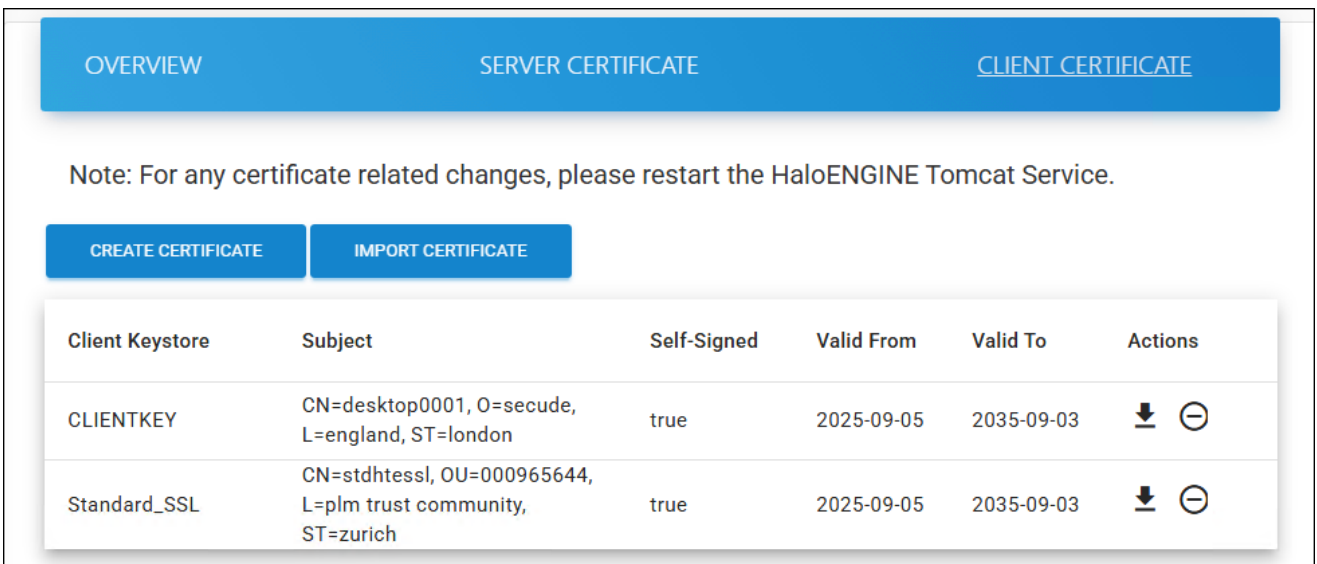 OVERVIEW SERVER CERTIFICATE CLIENT CERTIFICATE
Note: For any certificate related changes, please restart the HaloENGINE Tomcat Service.
CREATE CERTIFICATE IMPORT CERTIFICATE
Client Keystore Subject Self-Signed Valid From Valid To Actions
CLIENTKEY CN=desktop0001, O=secude, L=england, ST=london true 2025-09-05 2035-09-03
Standard_SSL CN=stdhtessl, OU=000965644, L=plm trust community, ST=zurich true 2025-09-05 2035-09-03